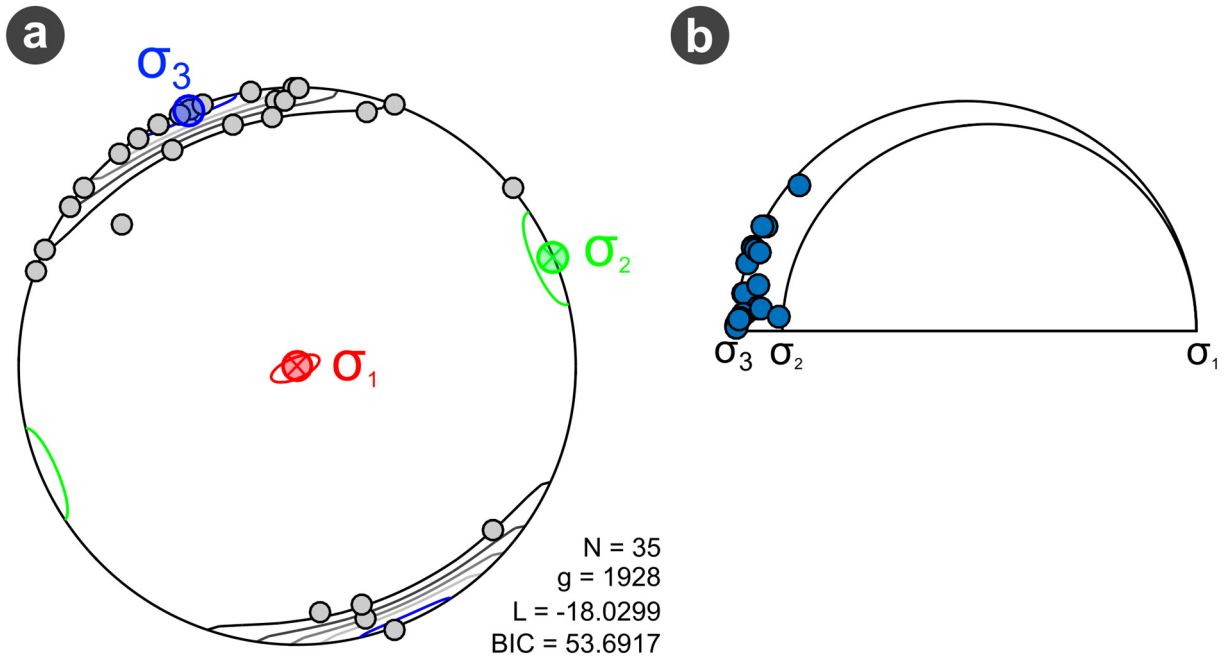 a
b
σ3
σ2
σ1
N = 35
g = 1928
L = -18.0299
BIC = 53.6917
σ3 σ2 σ1